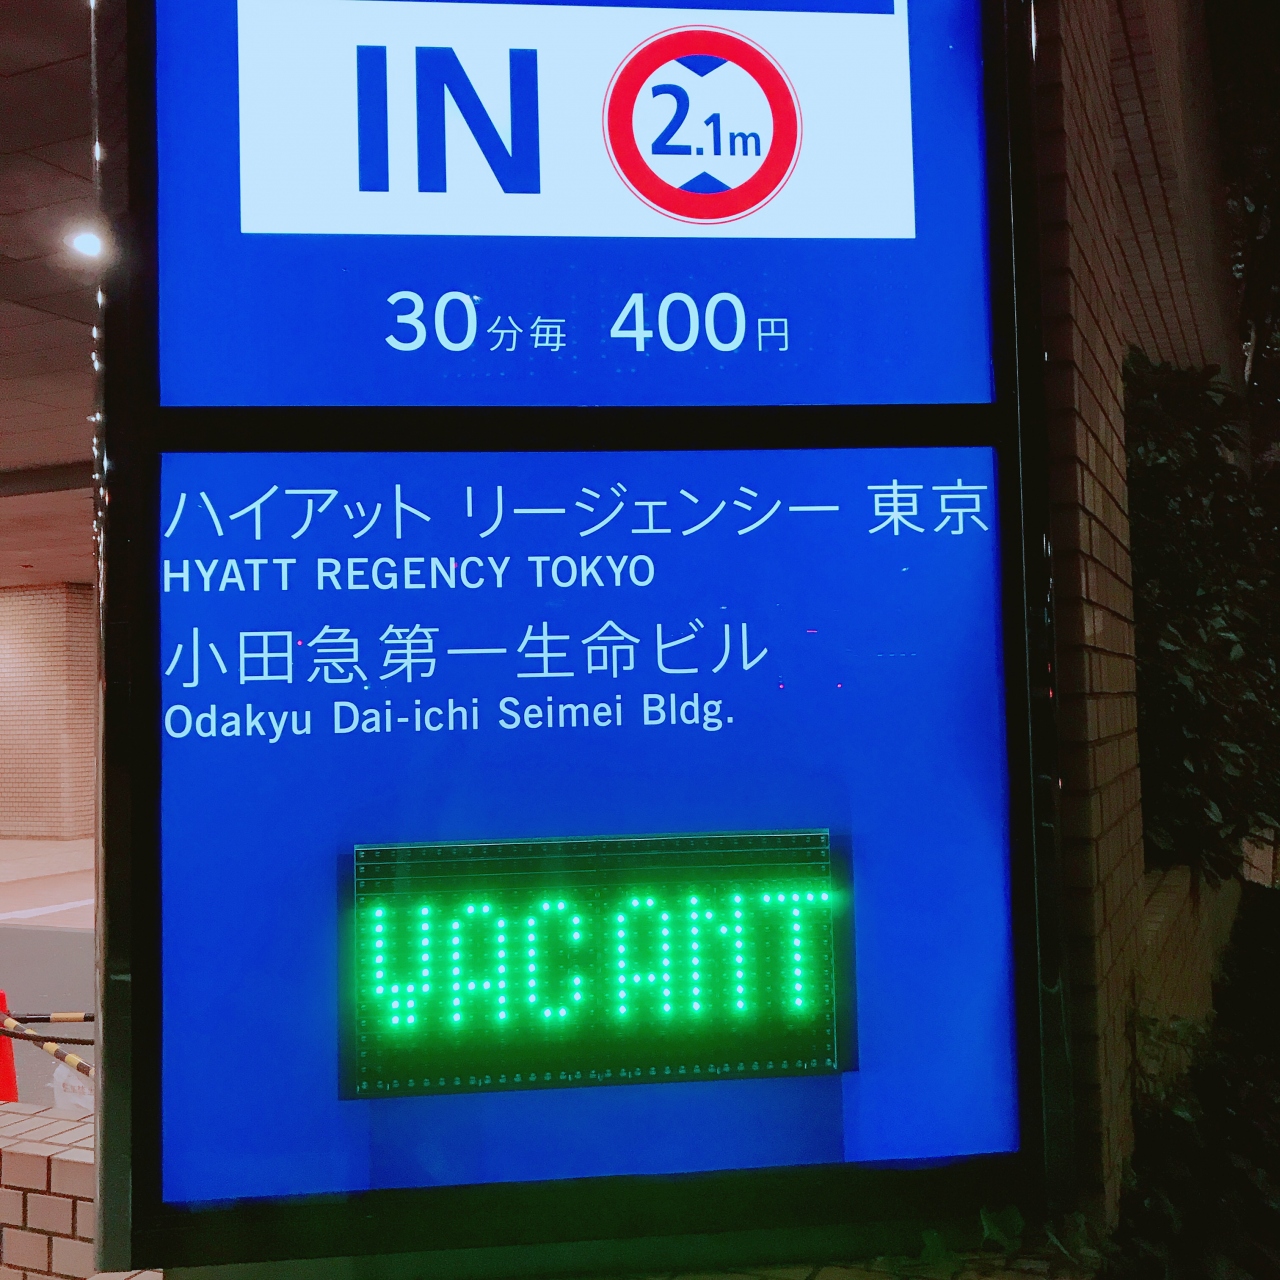 IN 2.1m
30分毎 400円
ハイアット リージェンシー 東京
HYATT REGENCY TOKYO
小田急第一生命ビル
Odakyu Dai-ichi Seimei Bldg.
VACANT